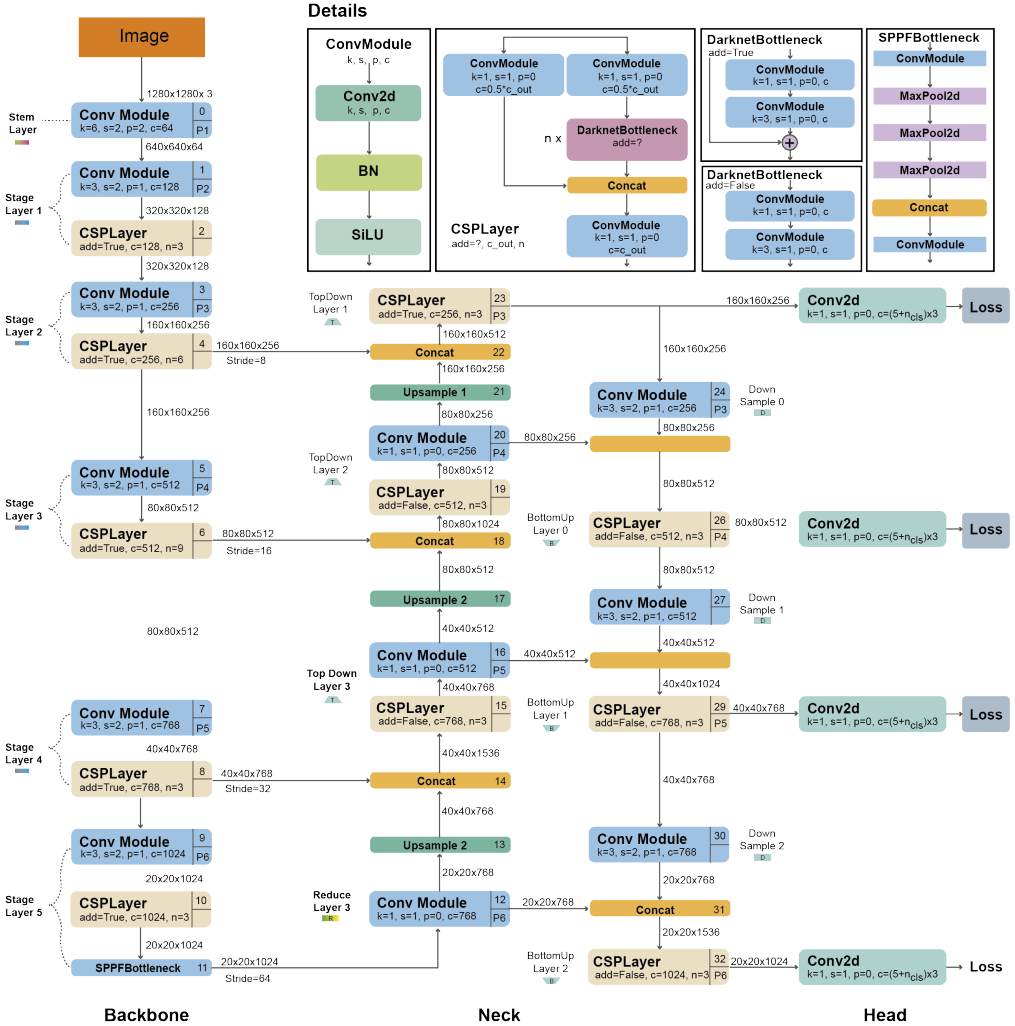 Details
Image
1280x1280x 3
Stem
Layer
Conv Module
k=6, s=2, p=2, c=64
0
P1
640x640x64
Stage
Layer 1
Conv Module
k=3, s=2, p=1, c=128
1
P2
320x320x128
CSPLayer
add=True, c=128, n=3
2
320x320x128
Stage
Layer 2
Conv Module
k=3, s=2, p=1, c=256
3
P3
160x160x256
CSPLayer
add=True, c=256, n=6
4
160x160x256
Stride=8
160x160x256
Stage
Layer 3
Conv Module
k=3, s=2, p=1, c=512
5
P4
80x80x512
CSPLayer
add=True, c=512, n=9
6
80x80x512
Stride=16
80x80x512
Stage
Layer 4
Conv Module
k=3, s=2, p=1, c=768
7
P5
40x40x768
CSPLayer
add=True, c=768, n=3
8
40x40x768
Stride=32
Stage
Layer 5
Conv Module
k=3, s=2, p=1, c=1024
9
P6
20x20x1024
CSPLayer
add=True, c=1024, n=3
10
20x20x1024
SPPFBottleneck
11
20x20x1024
Stride=64
Backbone
ConvModule
k, s, p, c
Conv2d
k, s, p, c
BN
SiLU
ConvModule
k=1, s=1, p=0
c=0.5*c_out
ConvModule
k=1, s=1, p=0
c=0.5*c_out
n x
DarknetBottleneck
add=?
Concat
CSPLayer
add=?, c_out, n
ConvModule
k=1, s=1, p=0
c=c_out
DarknetBottleneck
add=True
ConvModule
k=1, s=1, p=0, c
ConvModule
k=3, s=1, p=0, c
+
DarknetBottleneck
add=False
ConvModule
k=1, s=1, p=0, c
ConvModule
k=3, s=1, p=0, c
SPPFBottleneck
ConvModule
MaxPool2d
MaxPool2d
MaxPool2d
Concat
ConvModule
TopDown
Layer 1
T
CSPLayer
add=True, c=256, n=3
23
P3
160x160x512
Concat
22
160x160x256
Upsample 1
21
80x80x256
TopDown
Layer 2
T
Conv Module
k=1, s=1, p=0, c=256
20
P4
80x80x256
80x80x512
CSPLayer
add=False, c=512, n=3
19
80x80x1024
Concat
18
80x80x512
Upsample 2
17
40x40x512
Top Down
Layer 3
T
Conv Module
k=1, s=1, p=0, c=512
16
P5
40x40x512
40x40x768
CSPLayer
add=False, c=768, n=3
15
40x40x1536
Concat
14
40x40x768
Upsample 2
13
20x20x768
Reduce
Layer 3
R
Conv Module
k=1, s=1, p=0, c=768
12
P6
20x20x768
160x160x256
160x160x256
Conv Module
k=3, s=2, p=1, c=256
24
P3
Down
Sample 0
D
80x80x256
80x80x512
BottomUp
Layer 0
B
CSPLayer
add=False, c=512, n=3
26
P4
80x80x512
80x80x512
Conv Module
k=3, s=2, p=1, c=512
27
Down
Sample 1
D
40x40x512
40x40x1024
BottomUp
Layer 1
B
CSPLayer
add=False, c=768, n=3
29
P5
40x40x768
40x40x768
Conv Module
k=3, s=2, p=1, c=768
30
Down
Sample 2
D
20x20x768
Concat
31
20x20x1536
BottomUp
Layer 2
B
CSPLayer
add=False, c=1024, n=3
32
P6
20x20x1024
Neck
Conv2d
k=1, s=1, p=0, c=(5+ncls)x3
Loss
Conv2d
k=1, s=1, p=0, c=(5+ncls)x3
Loss
Conv2d
k=1, s=1, p=0, c=(5+ncls)x3
Loss
Conv2d
k=1, s=1, p=0, c=(5+ncls)x3
Loss
Head